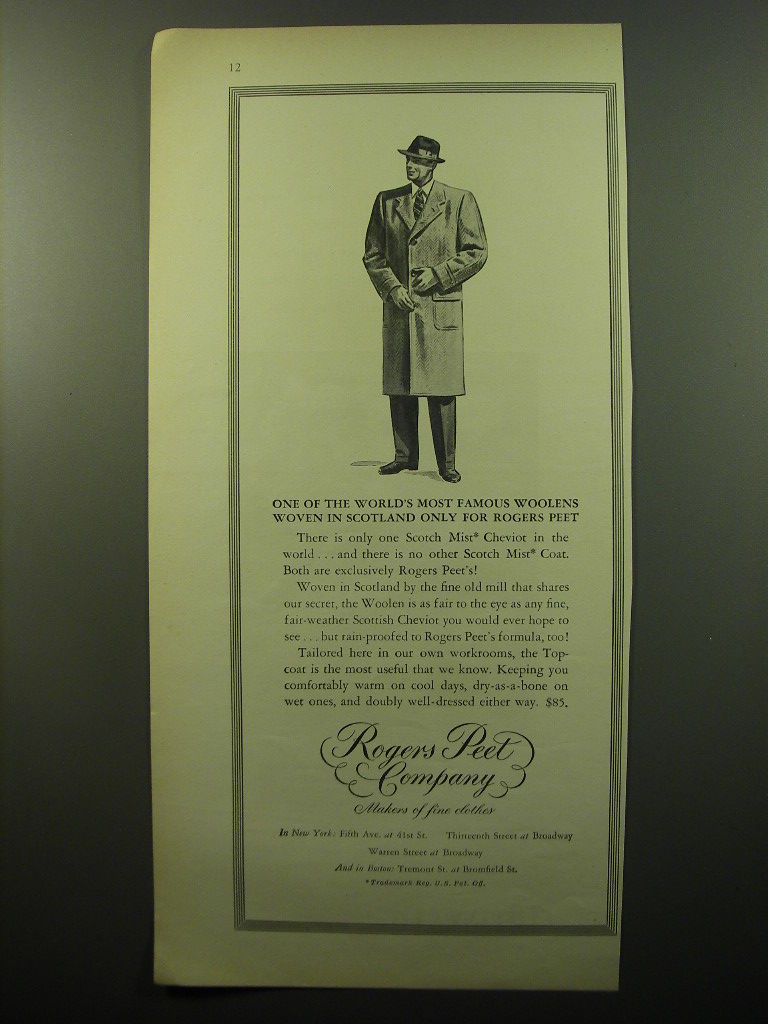 12
ONE OF THE WORLD'S MOST FAMOUS WOOLENS
WOVEN IN SCOTLAND ONLY FOR ROGERS PEET
There is only one Scotch Mist* Cheviot in the
world . . . and there is no other Scotch Mist* Coat.
Both are exclusively Rogers Peet's!
Woven in Scotland by the fine old mill that shares
our secret, the Woolen is as fair to the eye as any fine,
fair-weather Scottish Cheviot you would ever hope to
see . . . but rain-proofed to Rogers Peet's formula, too!
Tailored here in our own workrooms, the Top-
coat is the most useful that we know. Keeping you
comfortably warm on cool days, dry-as-a-bone on
wet ones, and doubly well-dressed either way. $85.
Rogers Peet
Company
Makers of fine clothes
In New York: Fifth Ave. at 41st St. Thirteenth Street at Broadway
Warren Street at Broadway
And in Boston: Tremont St. at Bromfield St.
*Trademark Reg. U.S. Pat. Off.